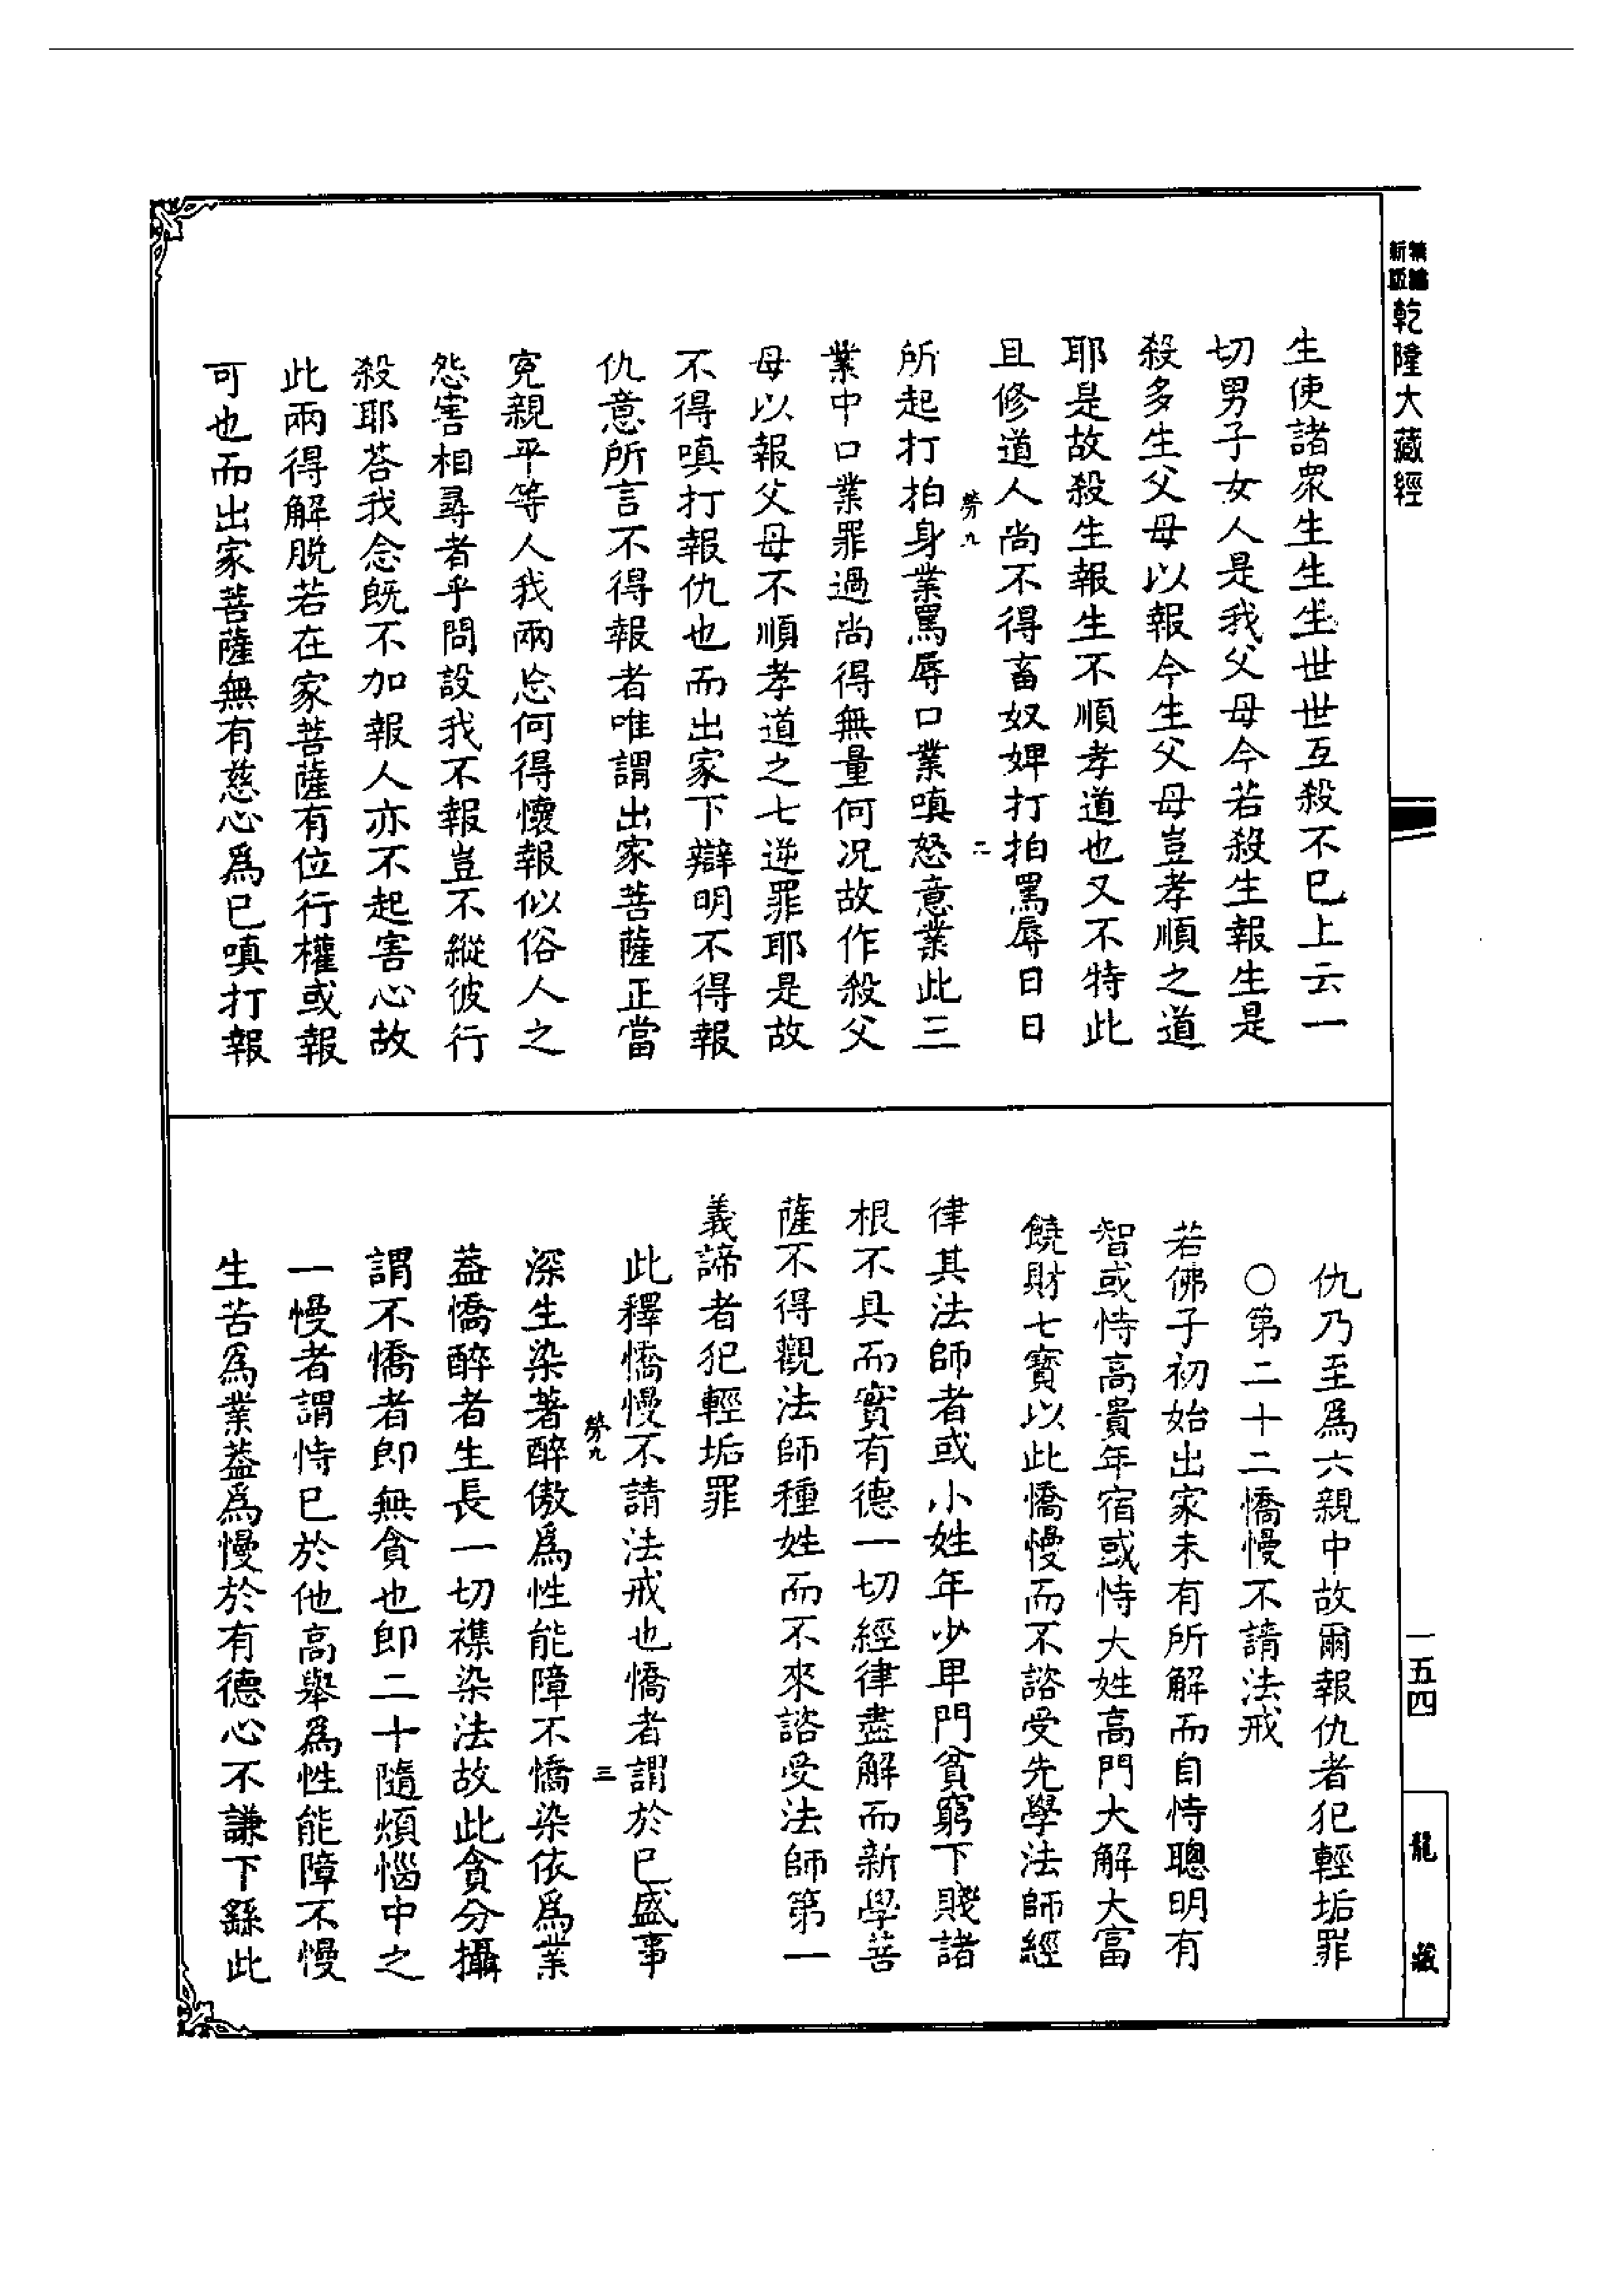 新編縮版乾隆大藏經
生使諸衆生生生世世互殺不已上云一
切男子女人是我父母今若殺生報生是
殺多生父母以報今生父母豈孝順之道
耶是故殺生報生不順孝道也又不特此
且修道人尚不得畜奴婢打拍罵辱日日
勞九 二
所起打拍身業罵辱口業嗔怒意業此三
業中口業罪過尚得無量何况故作殺父
母以報父母不順孝道之七逆罪耶是故
不得嗔打報仇也而出家下辯明不得報
仇意所言不得報者唯謂出家菩薩正當
寃親平等人我兩忘何得懷報似俗人之
怨害相尋者乎問設我不報豈不縱彼行
殺耶荅我念旣不加報人亦不起害心故
此兩得解脫若在家菩薩有位行權或報
可也而出家菩薩無有慈心爲已嗔打報
仇乃至爲六親中故爾報仇者犯輕垢罪
〇第二十二憍慢不請法戒
若佛子初始出家未有所解而自恃聰明有
智或恃高貴年宿或恃大姓高門大解大富
饒財七寶以此憍慢而不諮受先學法師經
律其法師者或小姓年少卑門貧窮下賤諸
根不具而實有德一切經律盡解而新學菩
薩不得觀法師種姓而不來諮受法師第一
義諦者犯輕垢罪
此釋憍慢不請法戒也憍者謂於已盛事
勞九 三
深生染著醉傲爲性能障不憍染依爲業
葢憍醉者生長一切襍染法故此貪分攝
謂不憍者卽無貪也卽二十隨煩惱中之
一慢者謂恃已於他高舉爲性能障不慢
生苦爲業葢爲慢於有德心不謙下繇此
一五四
龍藏